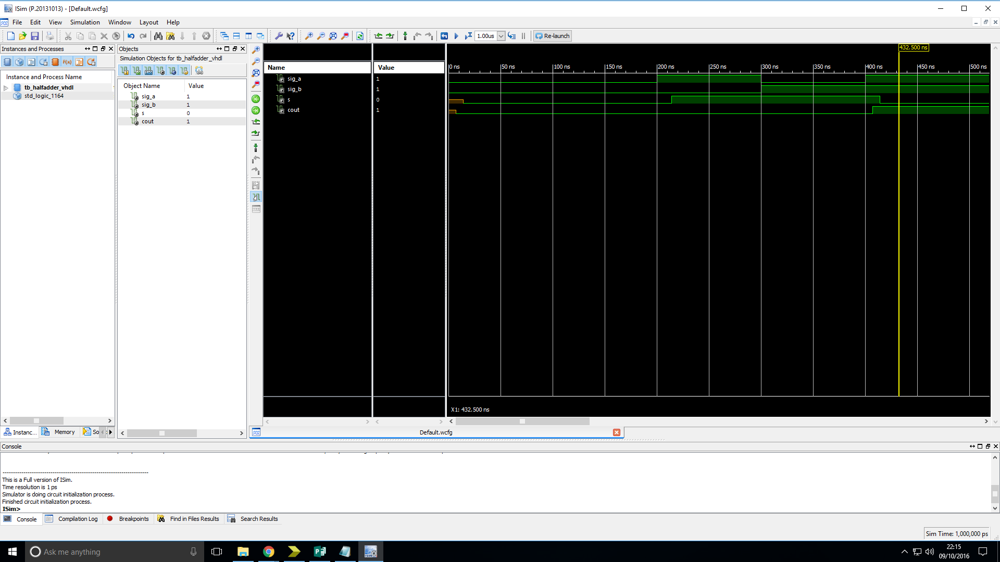 ISim (P.20131013) - [Default.wcfg]
File Edit View Simulation Window Layout Help
1.00us Re-launch
Instances and Processes
Objects
Simulation Objects for tb_halfadder_vhdl
F(x)
Instance and Process Name
tb_halfadder_vhdl
std_logic_1164
Object Name Value
sig_a 1
sig_b 1
s 0
cout 1
Name Value
sig_a 1
sig_b 1
s 0
cout 1
432.500 ns
0 ns 50 ns 100 ns 150 ns 200 ns 250 ns 300 ns 350 ns 400 ns 450 ns 500 ns
X1: 432.500 ns
Instanc... Memory So
Default.wcfg
Console
This is a Full version of ISim.
Time resolution is 1 ps
Simulator is doing circuit initialization process.
Finished circuit initialization process.
ISim>
Console Compilation Log Breakpoints Find in Files Results Search Results
Sim Time: 1,000,000 ps
Ask me anything
22:15
09/10/2016